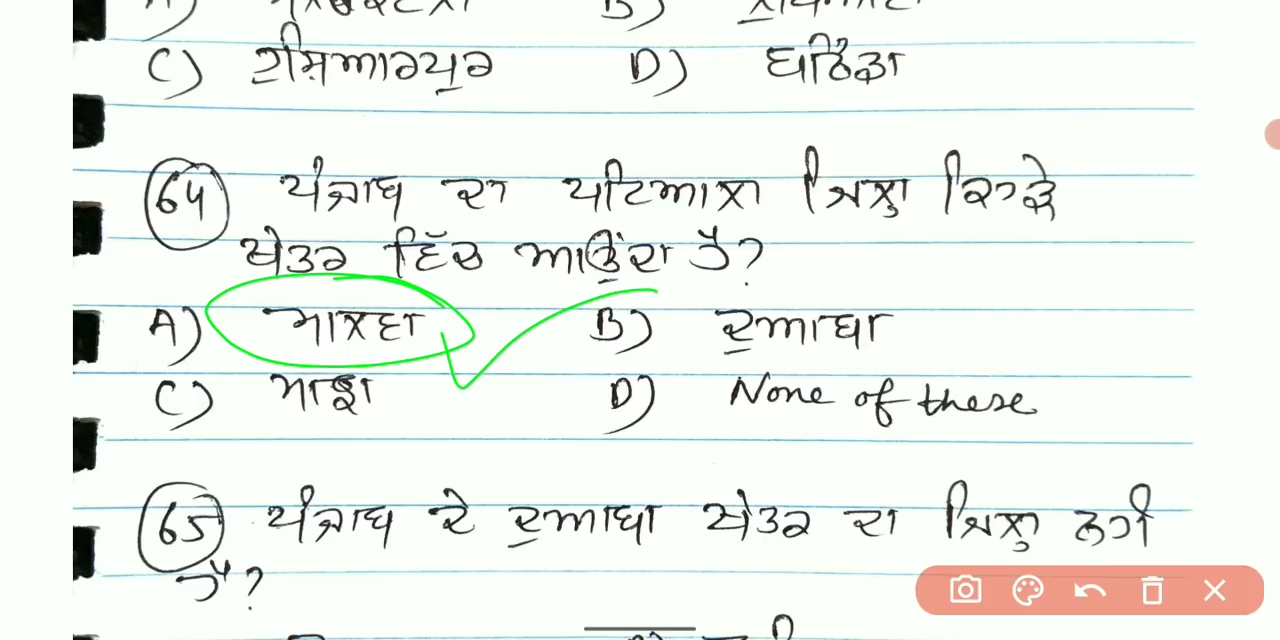 C) ਹੁਸ਼ਿਆਰਪੁਰ D) ਬਠਿੰਡਾ
64 ਪੰਜਾਬ ਦਾ ਪਟਿਆਲਾ ਜ਼ਿਲ੍ਹਾ ਕਿਹੜੇ
ਖੇਤਰ ਵਿੱਚ ਆਉਂਦਾ ਹੈ?
A) ਮਾਲਵਾ B) ਦੁਆਬਾ
C) ਮਾਝਾ D) None of these
65 ਪੰਜਾਬ ਦੇ ਦੁਆਬਾ ਖੇਤਰ ਦਾ ਜ਼ਿਲ੍ਹਾ ਨਹੀਂ
ਹੈ?